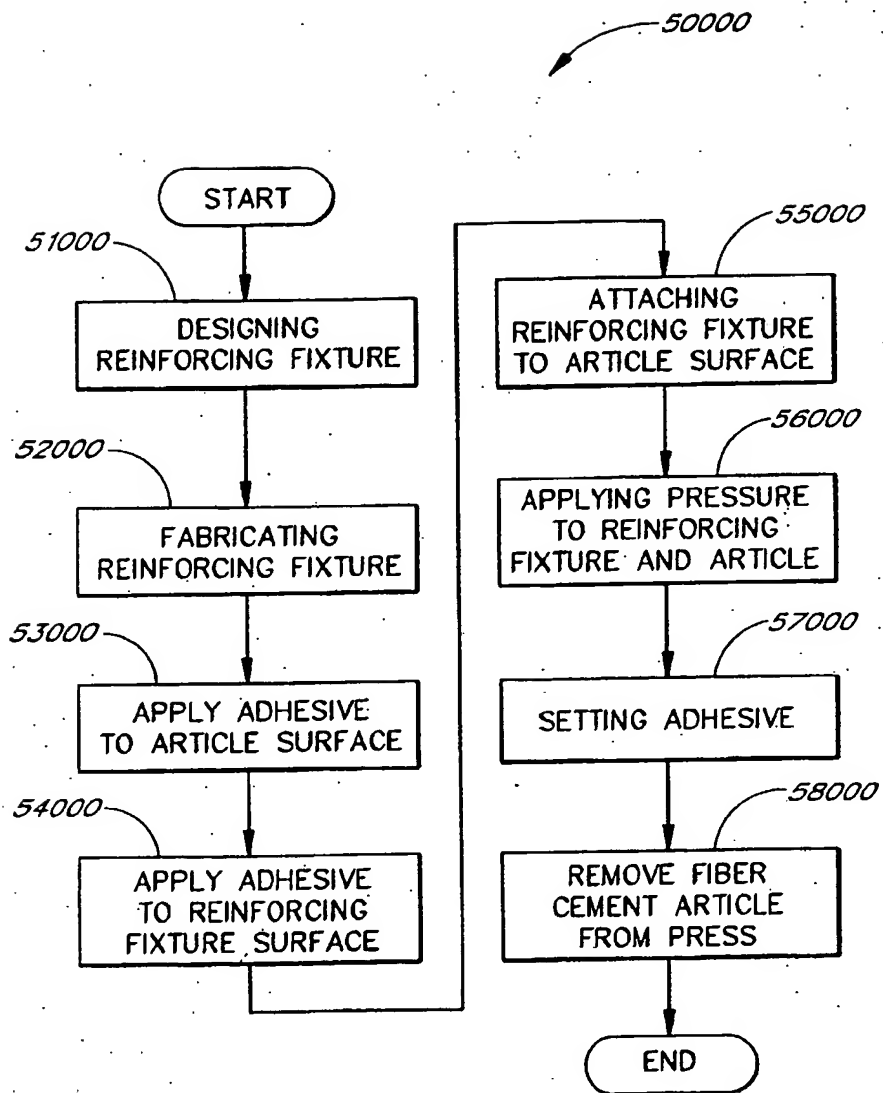 50000
START
51000
DESIGNING
REINFORCING FIXTURE
52000
FABRICATING
REINFORCING FIXTURE
53000
APPLY ADHESIVE
TO ARTICLE SURFACE
54000
APPLY ADHESIVE
TO REINFORCING
FIXTURE SURFACE
55000
ATTACHING
REINFORCING FIXTURE
TO ARTICLE SURFACE
56000
APPLYING PRESSURE
TO REINFORCING
FIXTURE AND ARTICLE
57000
SETTING ADHESIVE
58000
REMOVE FIBER
CEMENT ARTICLE
FROM PRESS
END